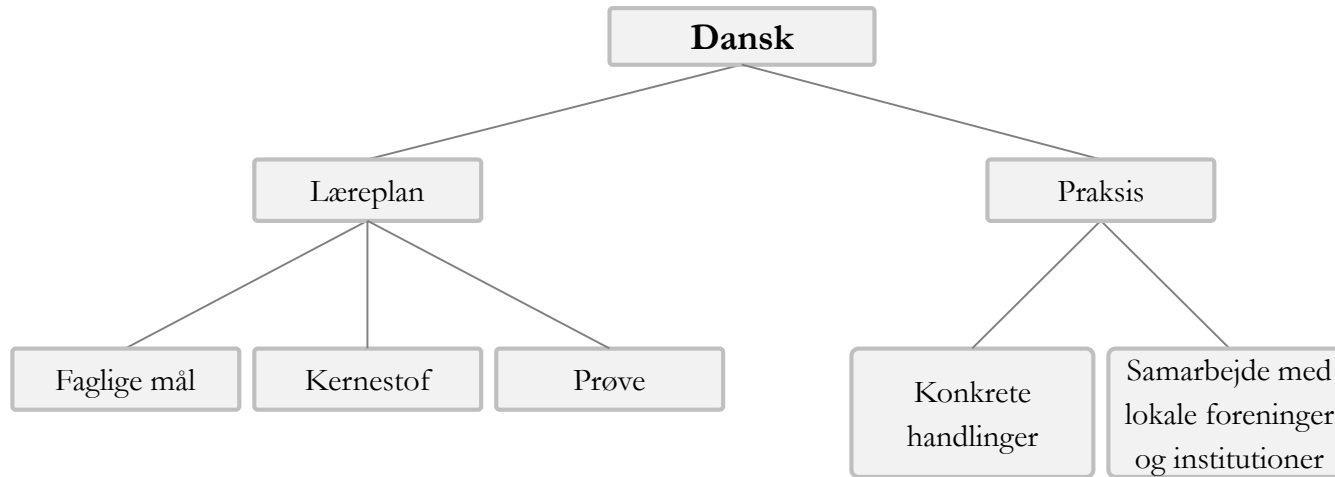 Dansk
Læreplan
Praksis
Faglige mål
Kernestof
Prøve
Konkrete
handlinger
Samarbejde med
lokale foreninger
og institutioner